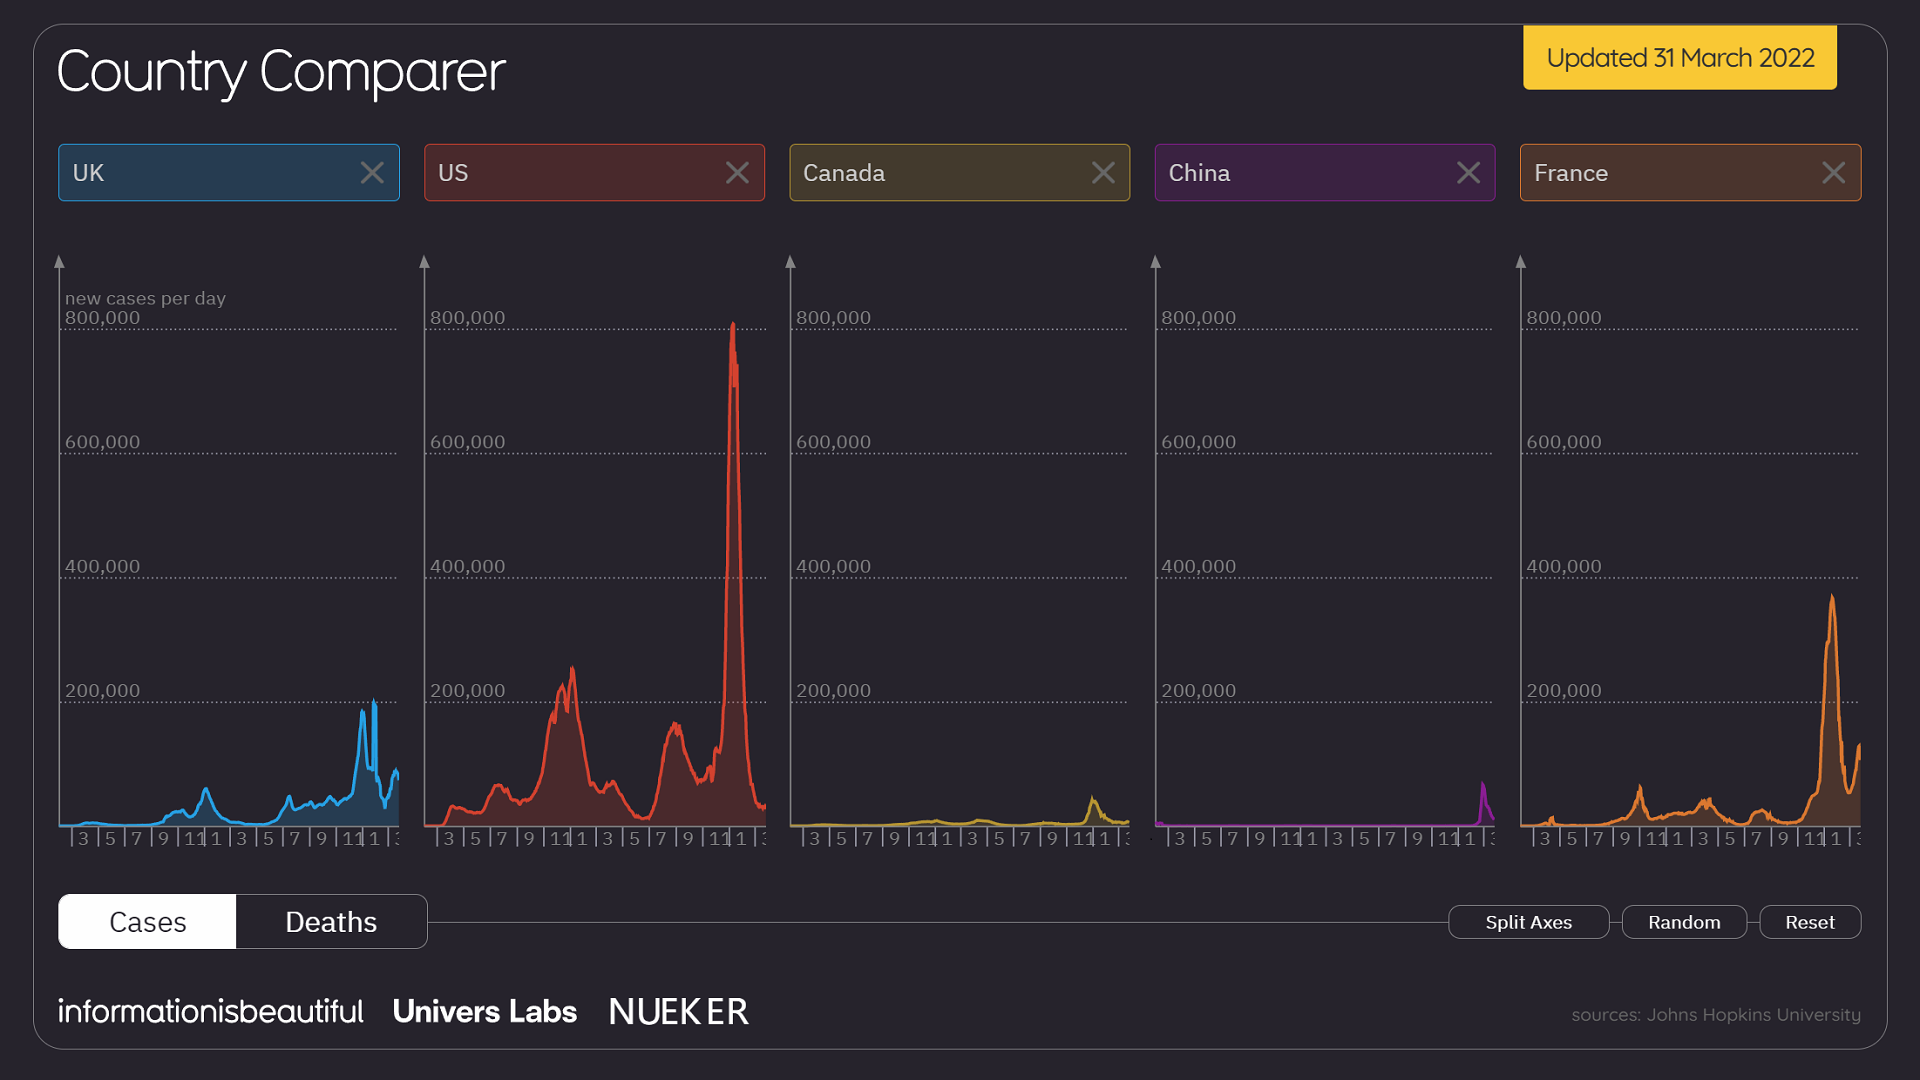 Country Comparer
Updated 31 March 2022
UK
US
Canada
China
France
new cases per day
800,000 800,000 800,000 800,000 800,000
600,000 600,000 600,000 600,000 600,000
400,000 400,000 400,000 400,000 400,000
200,000 200,000 200,000 200,000 200,000
3 5 7 9 11 1 3 5 7 9 11 1 3
3 5 7 9 11 1 3 5 7 9 11 1 3
3 5 7 9 11 1 3 5 7 9 11 1 3
3 5 7 9 11 1 3 5 7 9 11 1 3
3 5 7 9 11 1 3 5 7 9 11 1 3
Cases
Deaths
Split Axes
Random
Reset
informationisbeautiful
Univers Labs
NUEKER
sources: Johns Hopkins University